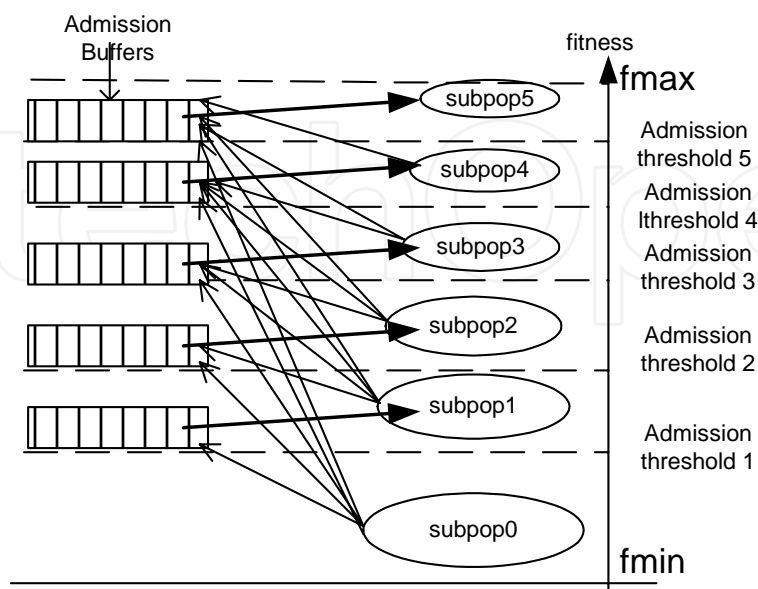 Admission
Buffers
fitness
fmax
subpop5
Admission
threshold 5
subpop4
Admission
lthreshold 4
subpop3
Admission
threshold 3
subpop2
Admission
threshold 2
subpop1
Admission
threshold 1
subpop0
fmin